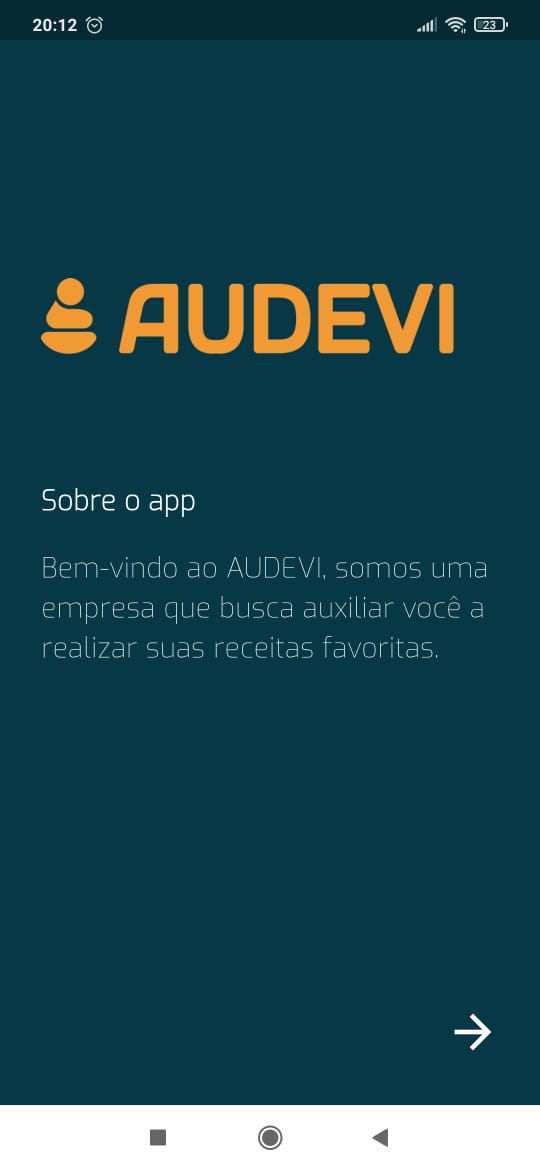 20:12
23
AUDEVI
Sobre o app
Bem-vindo ao AUDEVI, somos uma
empresa que busca auxiliar você a
realizar suas receitas favoritas.